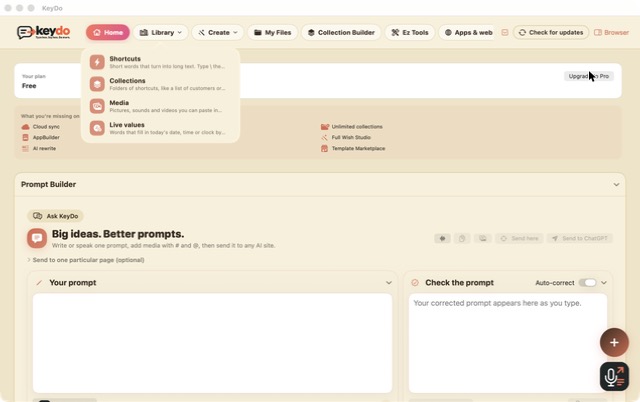 KeyDo
keydo
Home
Library
Create
My Files
Collection Builder
Ez Tools
Apps & web
Check for updates
Browser
Shortcuts
Short words that turn into long text. Type \ the...
Collections
Folders of shortcuts, like a list of customers or...
Media
Pictures, sounds and videos you can paste in...
Live values
Words that fill in today's date, time or clock by...
Your plan
Free
Upgrade to Pro
What you're missing on
Cloud sync
Unlimited collections
AppBuilder
Full Wish Studio
AI rewrite
Template Marketplace
Prompt Builder
Ask KeyDo
Big ideas. Better prompts.
Write or speak one prompt, add media with # and @, then send it to any AI site.
Send here
Send to ChatGPT
Send to one particular page (optional)
Your prompt
Check the prompt
Auto-correct
Your corrected prompt appears here as you type.